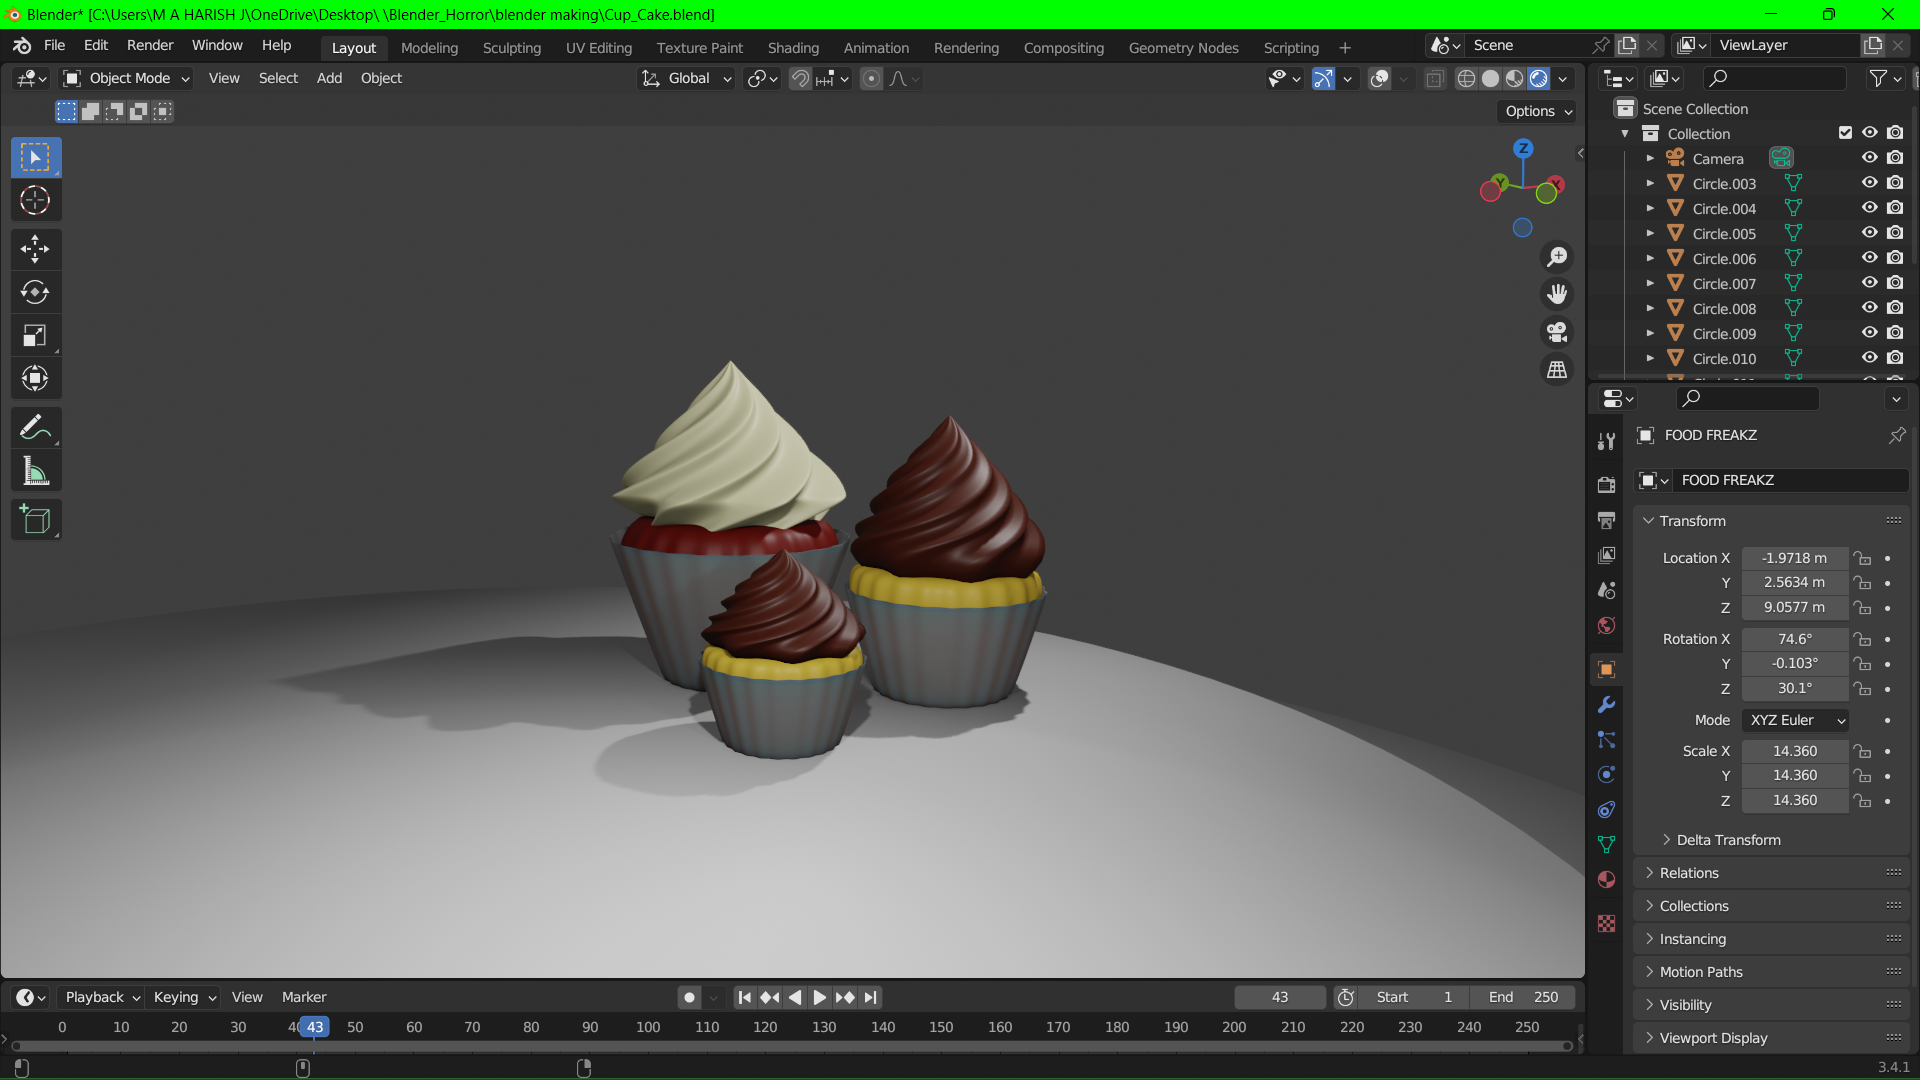 Blender* [C:\Users\M A HARISH J\OneDrive\Desktop\ \Blender_Horror\blender making\Cup_Cake.blend]
File Edit Render Window Help Layout Modeling Sculpting UV Editing Texture Paint Shading Animation Rendering Compositing Geometry Nodes Scripting + Scene ViewLayer
Object Mode View Select Add Object Global
Options
Z
Y X
Scene Collection
Collection
Camera
Circle.003
Circle.004
Circle.005
Circle.006
Circle.007
Circle.008
Circle.009
Circle.010
FOOD FREAKZ
FOOD FREAKZ
Transform
Location X -1.9718 m
Y 2.5634 m
Z 9.0577 m
Rotation X 74.6°
Y -0.103°
Z 30.1°
Mode XYZ Euler
Scale X 14.360
Y 14.360
Z 14.360
Delta Transform
Relations
Collections
Instancing
Motion Paths
Visibility
Viewport Display
Playback Keying View Marker 43 Start 1 End 250
0 10 20 30 43 50 60 70 80 90 100 110 120 130 140 150 160 170 180 190 200 210 220 230 240 250
3.4.1